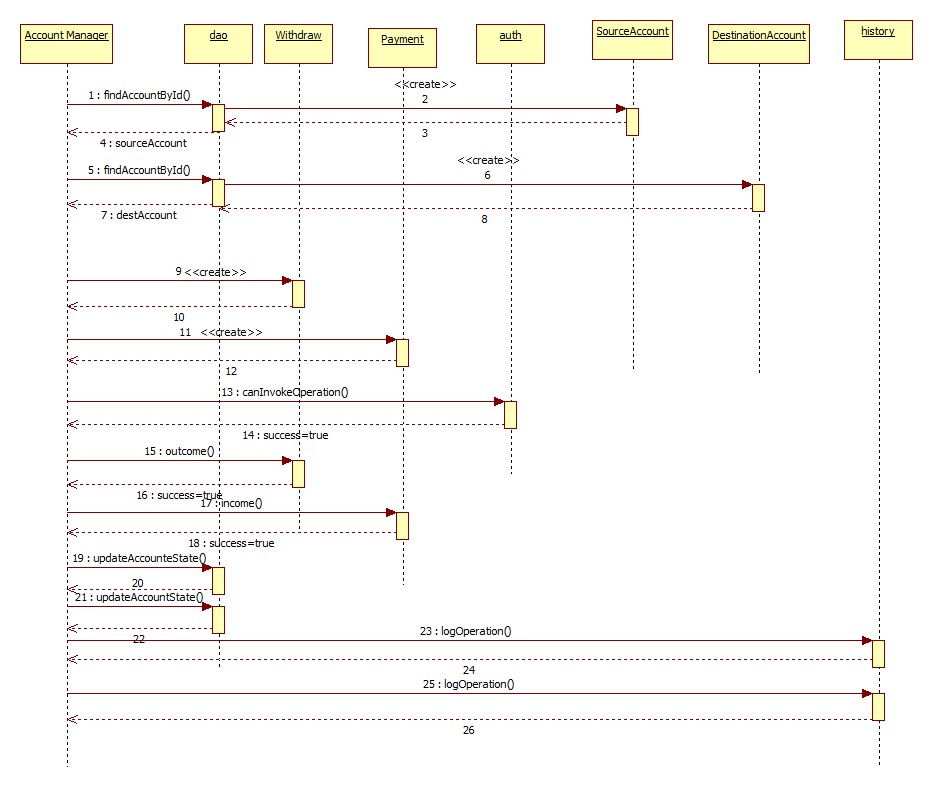 Account Manager
dao
Withdraw
Payment
auth
SourceAccount
DestinationAccount
history
<<create>>
1 : findAccountById()
2
3
4 : sourceAccount
<<create>>
5 : findAccountById()
6
7 : destAccount
8
9 <<create>>
10
11 <<create>>
12
13 : canInvokeOperation()
14 : success=true
15 : outcome()
16 : success=true
17 : income()
18 : success=true
19 : updateAccounteState()
20
21 : updateAccountState()
22
23 : logOperation()
24
25 : logOperation()
26